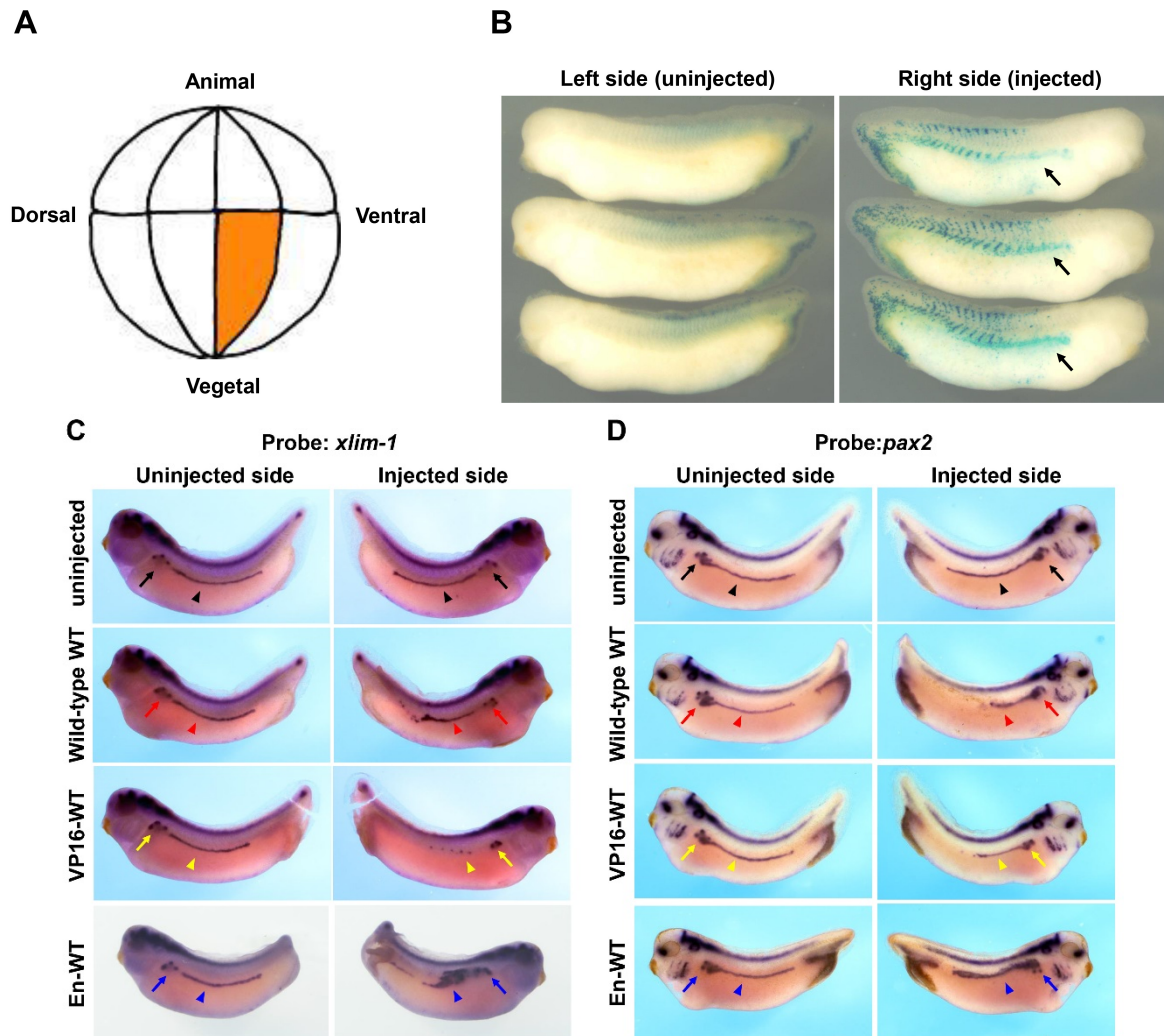 A
Animal
Dorsal
Ventral
Vegetal
B
Left side (uninjected)
Right side (injected)
C
Probe: xlim-1
Uninjected side
Injected side
uninjected
Wild-type WT
VP16-WT
En-WT
D
Probe:pax2
Uninjected side
Injected side
uninjected
Wild-type WT
VP16-WT
En-WT